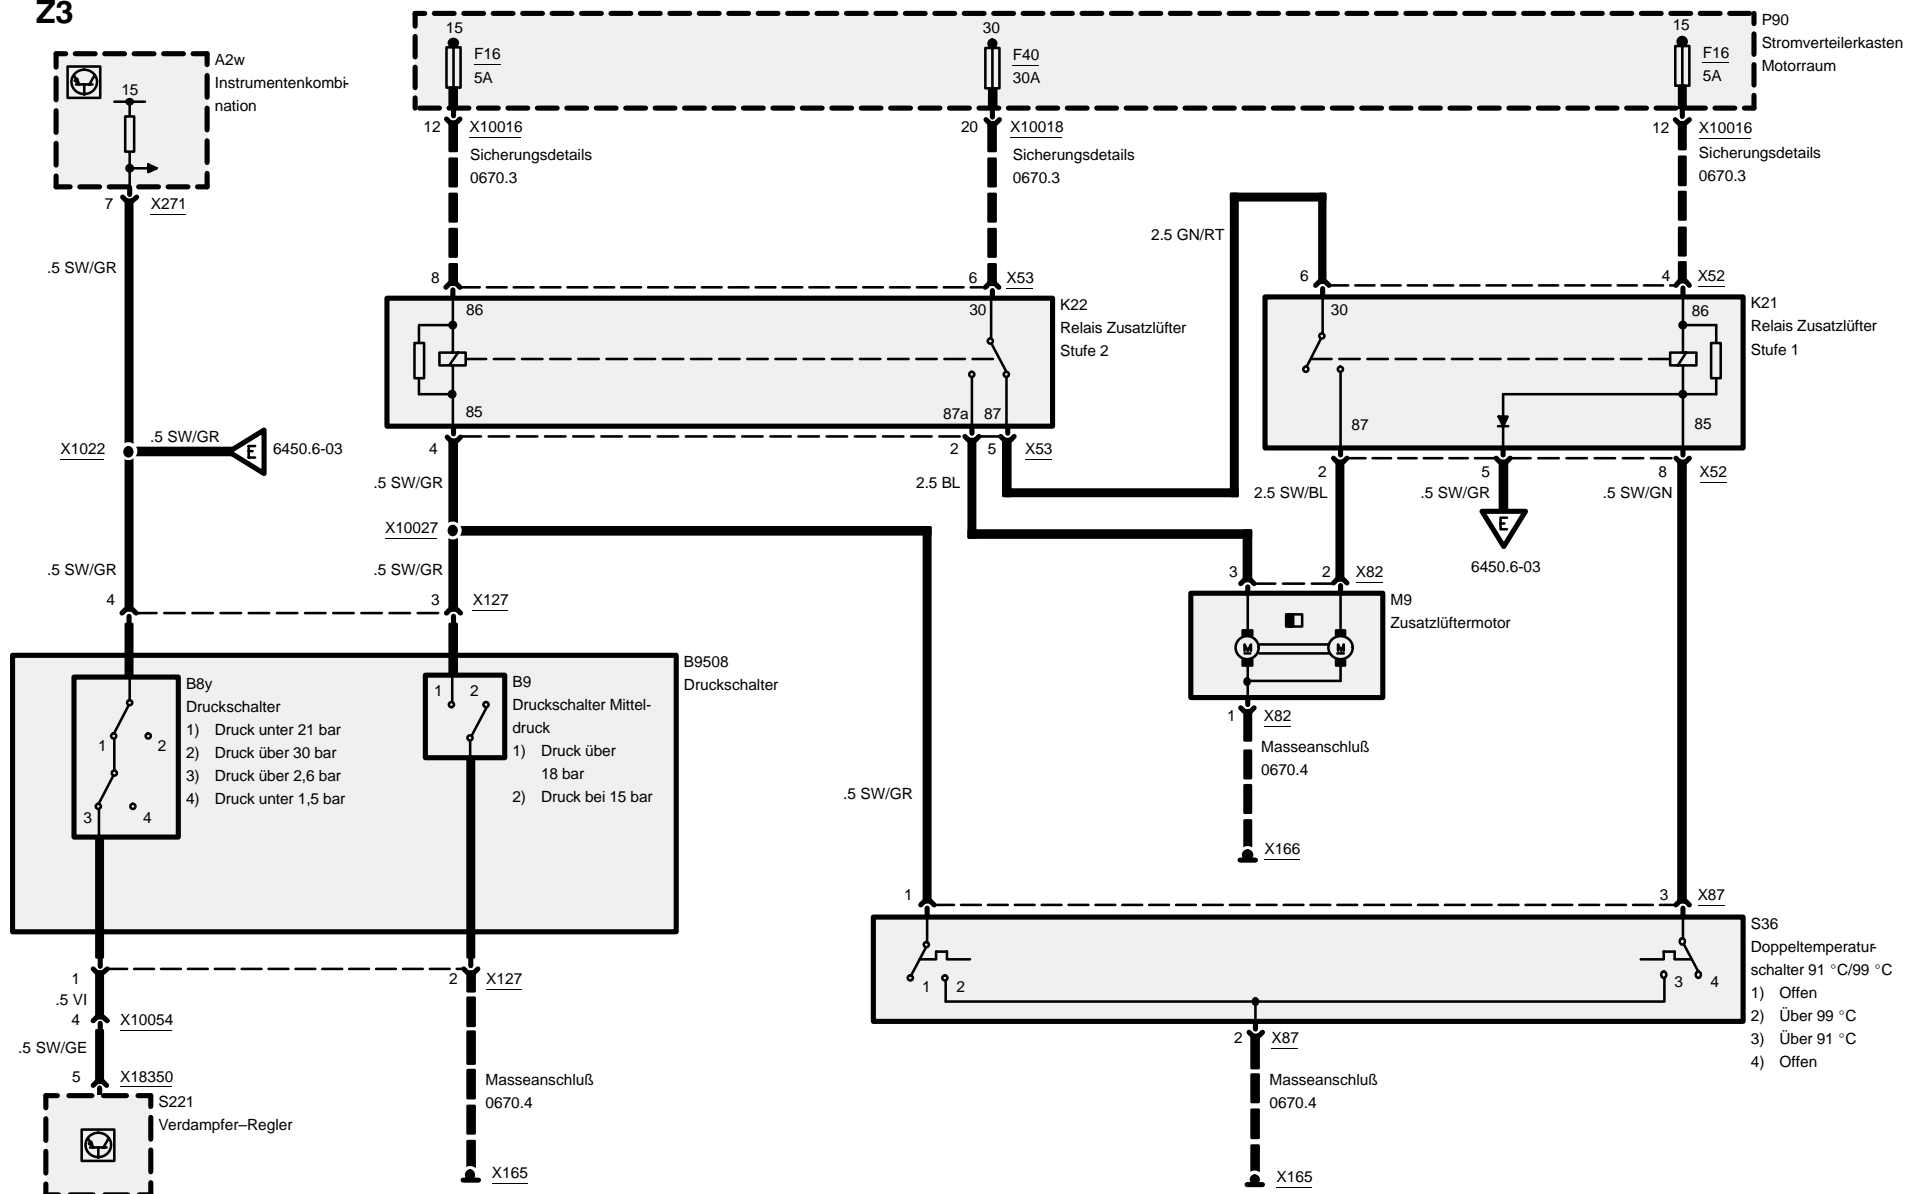 Z3
A2w
Instrumentenkombi-
nation
15
7 X271
.5 SW/GR
X1022
.5 SW/GR
E
6450.6-03
.5 SW/GR
4
P90
Stromverteilerkasten
Motorraum
15
F16
5A
30
F40
30A
15
F16
5A
12 X10016
Sicherungsdetails
0670.3
20 X10018
Sicherungsdetails
0670.3
12 X10016
Sicherungsdetails
0670.3
2.5 GN/RT
8
6 X53
6
4 X52
K22
Relais Zusatzlüfter
Stufe 2
86
30
85
87a 87
K21
Relais Zusatzlüfter
Stufe 1
30
86
87
85
4
2 5 X53
.5 SW/GR
2.5 BL
2
2.5 SW/BL
5
.5 SW/GR
8 X52
.5 SW/GN
E
6450.6-03
X10027
.5 SW/GR
3 X127
3
2 X82
M9
Zusatzlüftermotor
M M
1 X82
Masseanschluß
0670.4
X166
B9508
Druckschalter
B8y
Druckschalter
1) Druck unter 21 bar
2) Druck über 30 bar
3) Druck über 2,6 bar
4) Druck unter 1,5 bar
1 2
3 4
B9
Druckschalter Mittel-
druck
1) Druck über
18 bar
2) Druck bei 15 bar
1 2
.5 SW/GR
1
3 X87
S36
Doppeltemperatur-
schalter 91 °C/99 °C
1) Offen
2) Über 99 °C
3) Über 91 °C
4) Offen
1 2
3 4
1
.5 VI
4 X10054
.5 SW/GE
5 X18350
S221
Verdampfer–Regler
2 X127
Masseanschluß
0670.4
X165
2 X87
Masseanschluß
0670.4
X165